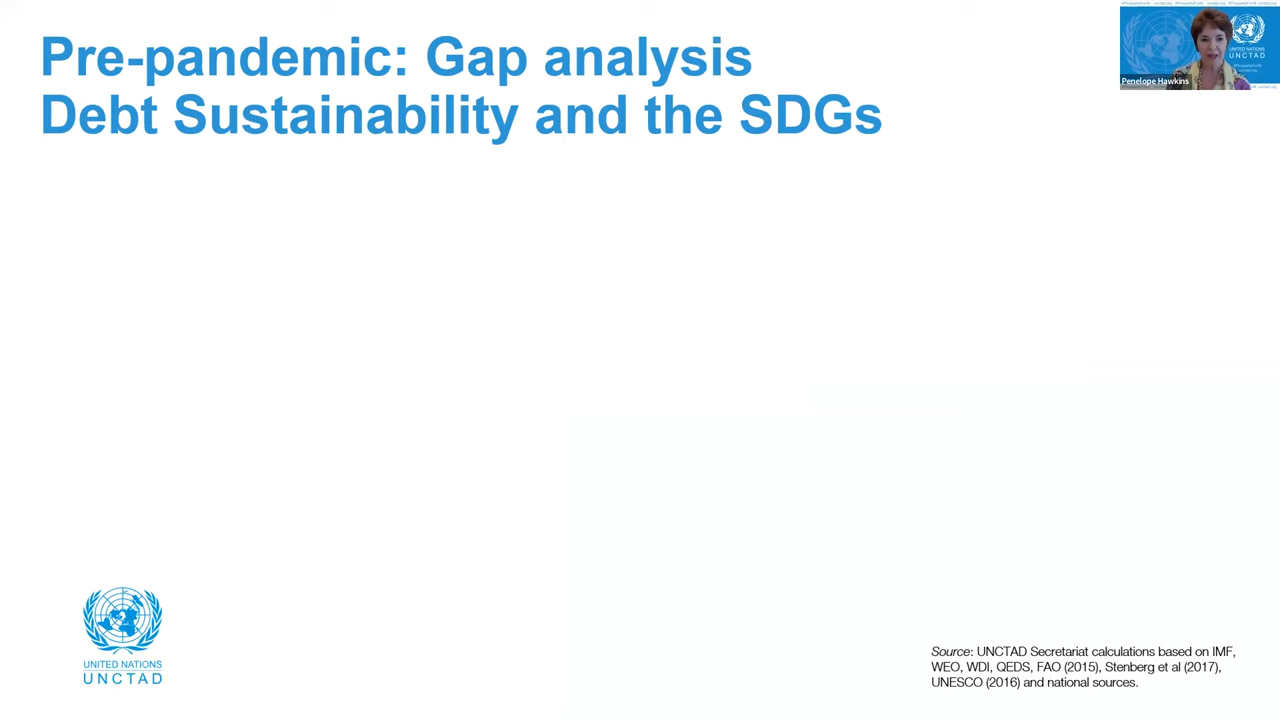 Pre-pandemic: Gap analysis
Debt Sustainability and the SDGs
UNITED NATIONS
UNCTAD
Penelope Hawkins
UNITED NATIONS
UNCTAD
Source: UNCTAD Secretariat calculations based on IMF,
WEO, WDI, QEDS, FAO (2015), Stenberg et al (2017),
UNESCO (2016) and national sources.